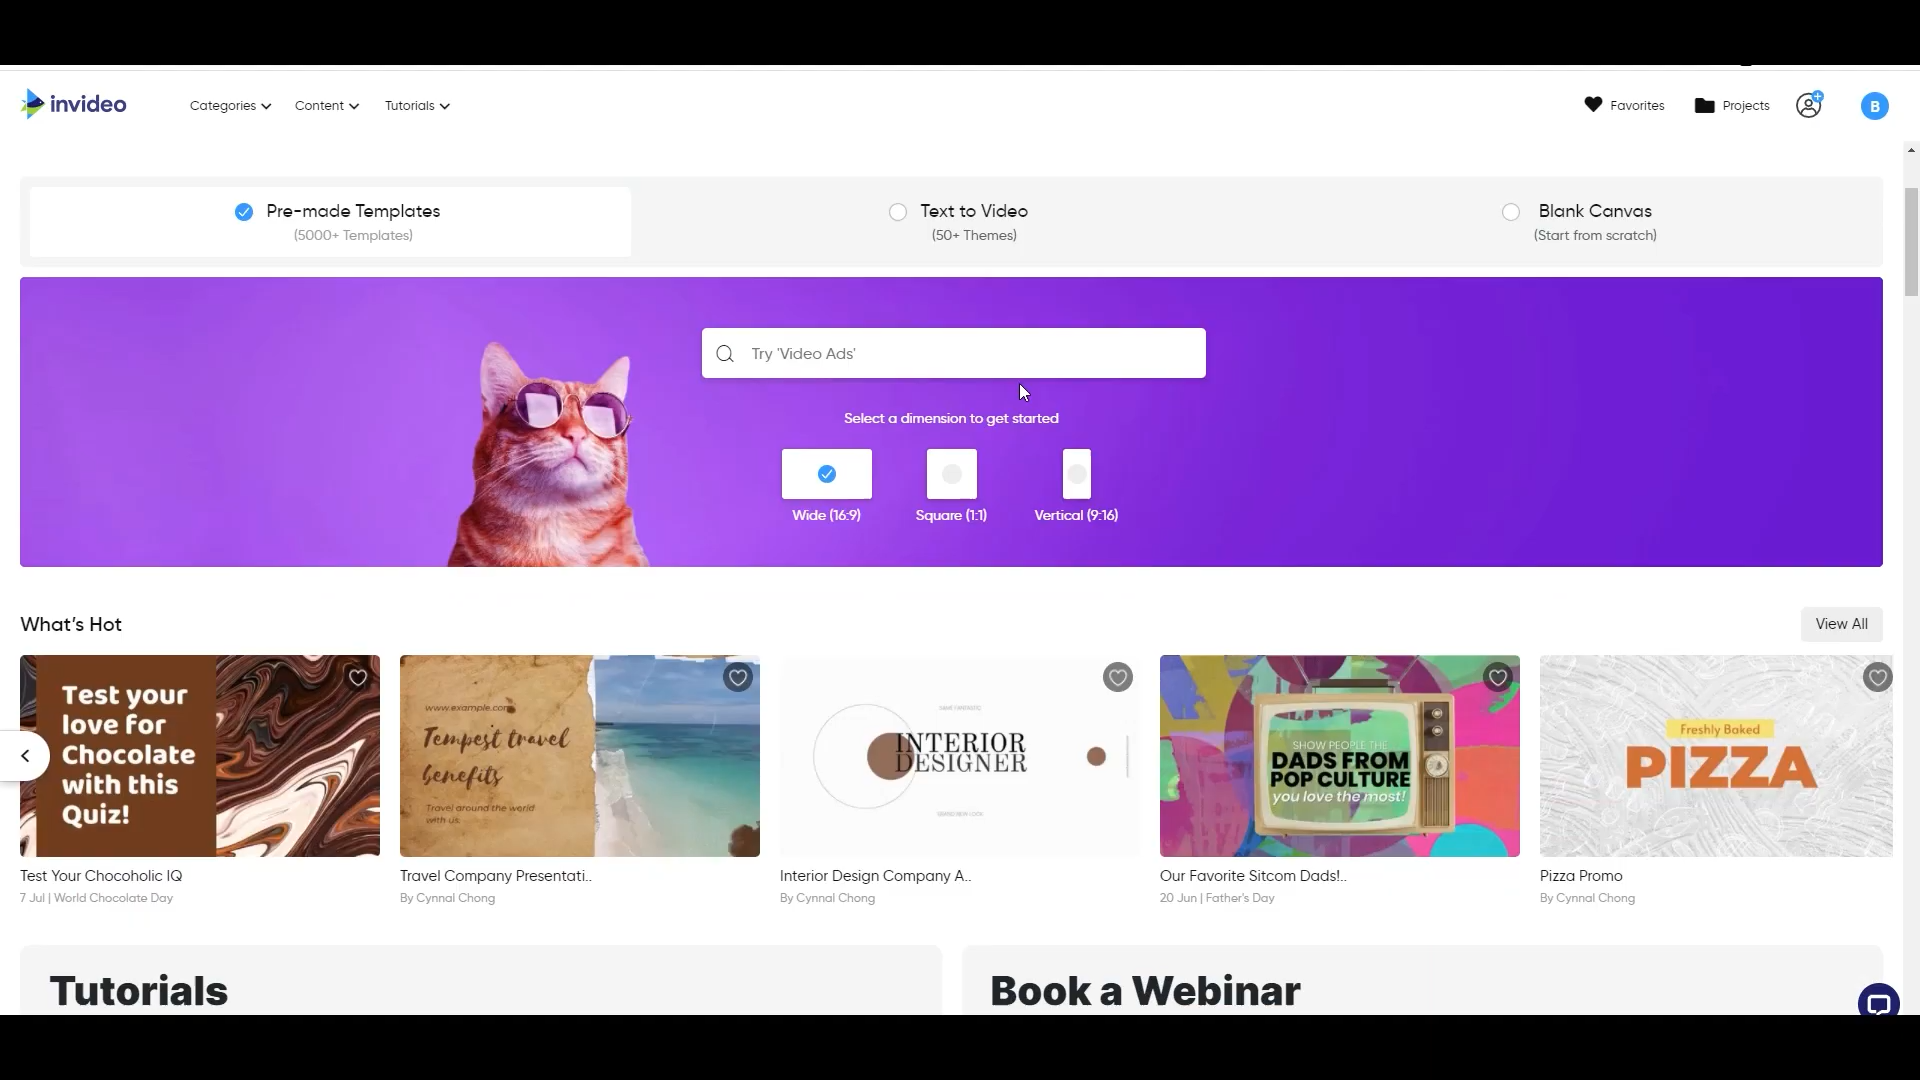 invideo
Categories
Content
Tutorials
Favorites
Projects
B
Pre-made Templates
(5000+ Templates)
Text to Video
(50+ Themes)
Blank Canvas
(Start from scratch)
Try 'Video Ads'
Select a dimension to get started
Wide (16:9)
Square (1:1)
Vertical (9:16)
What's Hot
View All
Test your
love for
Chocolate
with this
Quiz!
www.example.com
Tempest travel
benefits
Travel around the world
with us.
INTERIOR
DESIGNER
SHOW PEOPLE THE
DADS FROM
POP CULTURE
you love the most!
Freshly Baked
PIZZA
Test Your Chocoholic IQ
7 Jul | World Chocolate Day
Travel Company Presentati..
By Cynnal Chong
Interior Design Company A..
By Cynnal Chong
Our Favorite Sitcom Dads!..
20 Jun | Father's Day
Pizza Promo
By Cynnal Chong
Tutorials
Book a Webinar